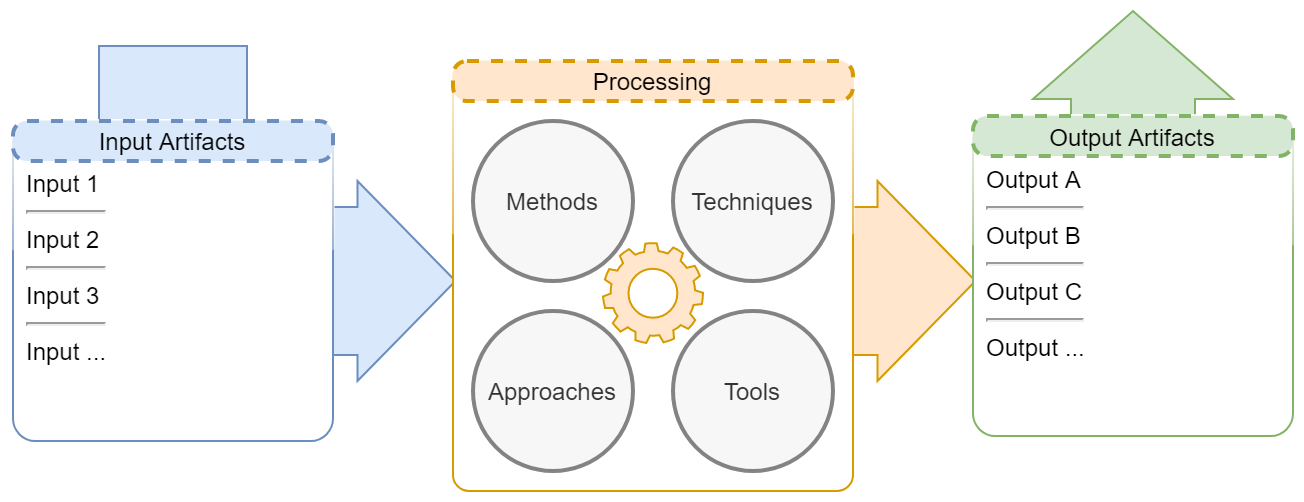 Input Artifacts
Input 1
Input 2
Input 3
Input ...
Processing
Methods
Techniques
Approaches
Tools
Output Artifacts
Output A
Output B
Output C
Output ...